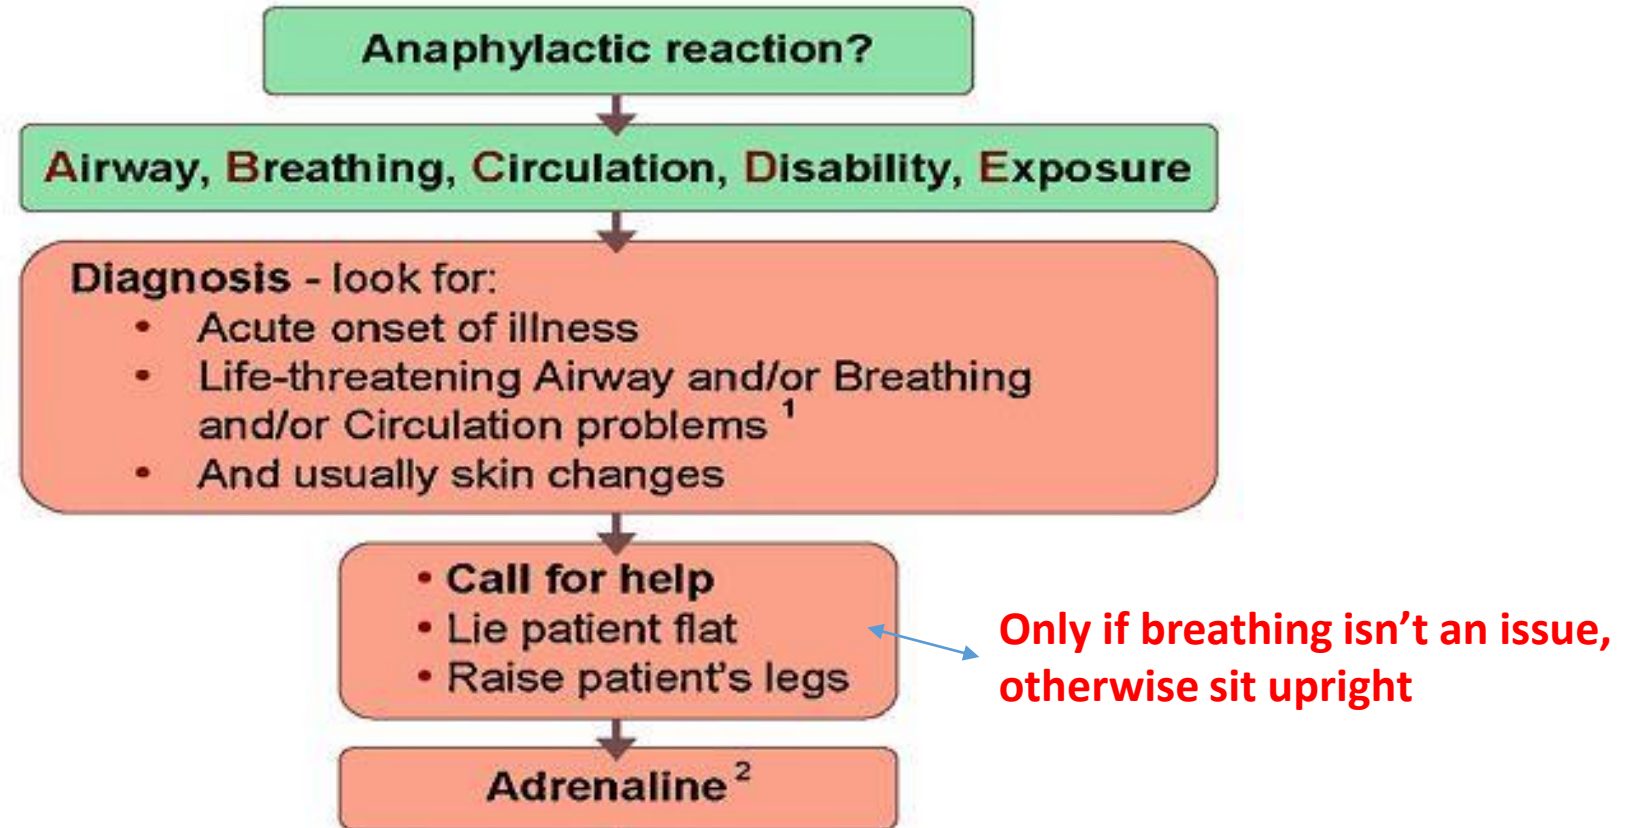 Anaphylactic reaction?
Airway, Breathing, Circulation, Disability, Exposure
Diagnosis - look for:
• Acute onset of illness
• Life-threatening Airway and/or Breathing
and/or Circulation problems 1
• And usually skin changes
• Call for help
• Lie patient flat
• Raise patient's legs
Only if breathing isn’t an issue,
otherwise sit upright
Adrenaline 2